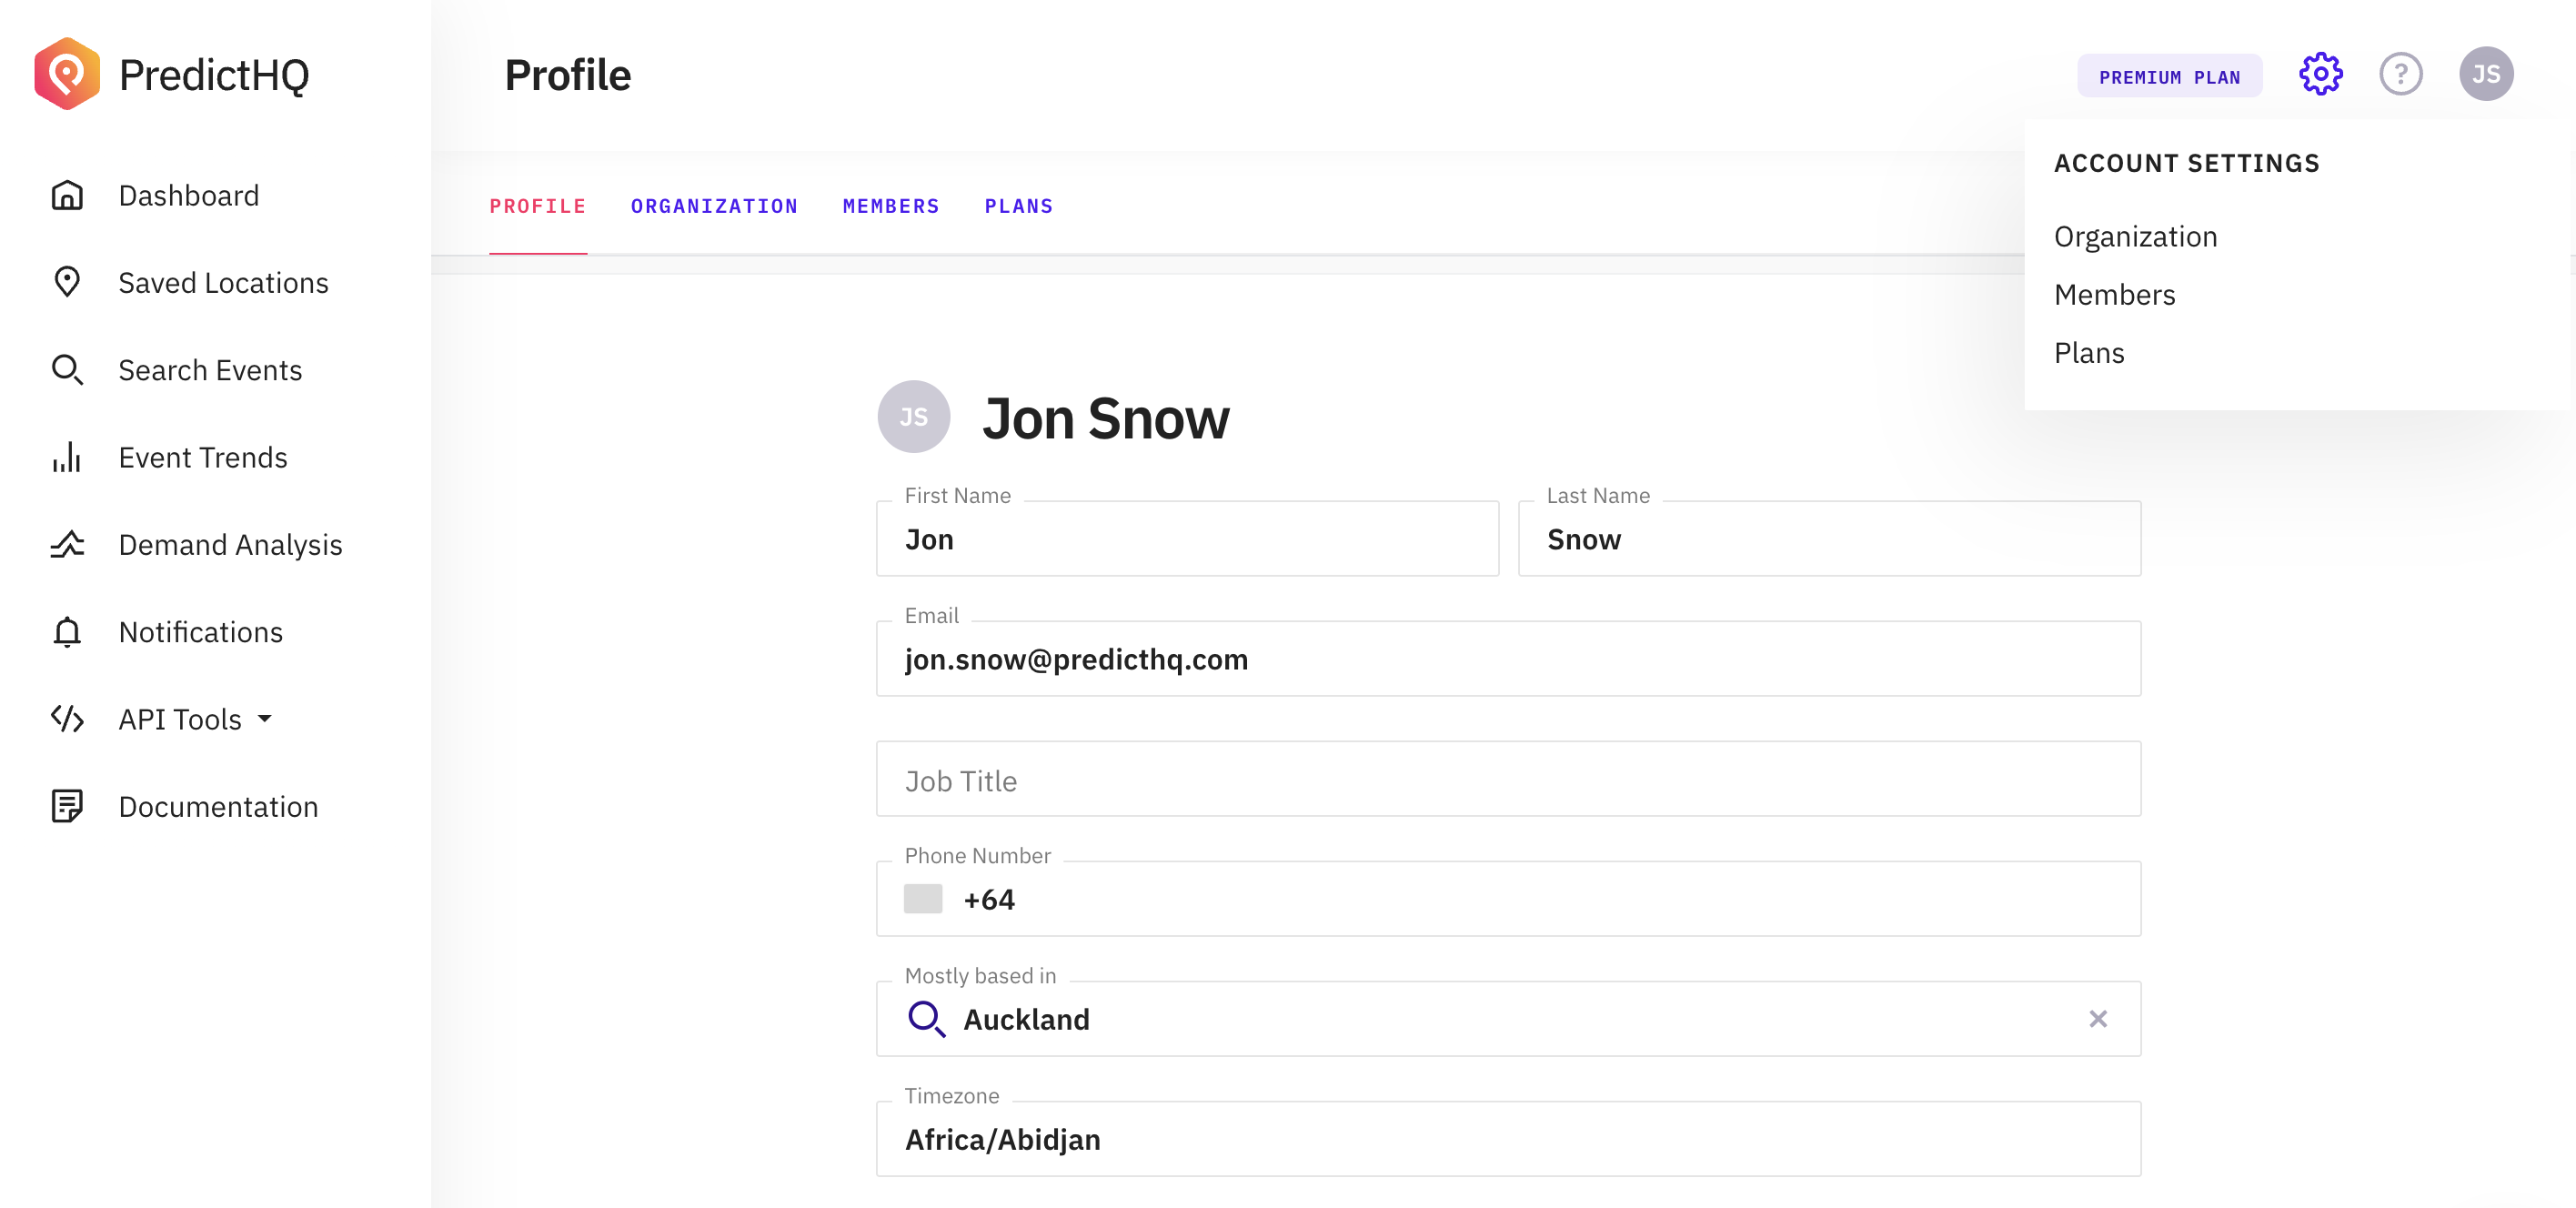 PredictHQ
Dashboard
Saved Locations
Search Events
Event Trends
Demand Analysis
Notifications
API Tools
Documentation
Profile
PREMIUM PLAN
?
JS
PROFILE
ORGANIZATION
MEMBERS
PLANS
ACCOUNT SETTINGS
Organization
Members
Plans
JS
Jon Snow
First Name
Jon
Last Name
Snow
Email
jon.snow@predicthq.com
Job Title
Phone Number
+64
Mostly based in
Auckland
Timezone
Africa/Abidjan